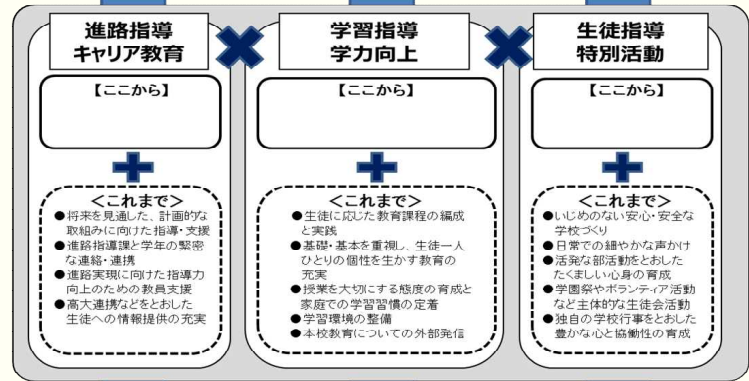 進路指導
キャリア教育
【ここから】
<これまで>
●将来を見通した、計画的な
取組みに向けた指導・支援
●進路指導課と学年の緊密
な連絡・連携
●進路実現に向けた指導力
向上のための教員支援
●高大連携などをとおした
生徒への情報提供の充実
学習指導
学力向上
【ここから】
<これまで>
●生徒に応じた教育課程の編成
と実践
●基礎・基本を重視し、生徒一人
ひとりの個性を生かす教育の
充実
●授業を大切にする態度の育成と
家庭での学習習慣の定着
●学習環境の整備
●本校教育についての外部発信
生徒指導
特別活動
【ここから】
<これまで>
●いじめのない安心・安全な
学校づくり
●日常での細やかな声かけ
●活発な部活動をとおした
たくましい心身の育成
●学園祭やボランティア活動
など主体的な生徒会活動
●独自の学校行事をとおした
豊かな心と協働性の育成